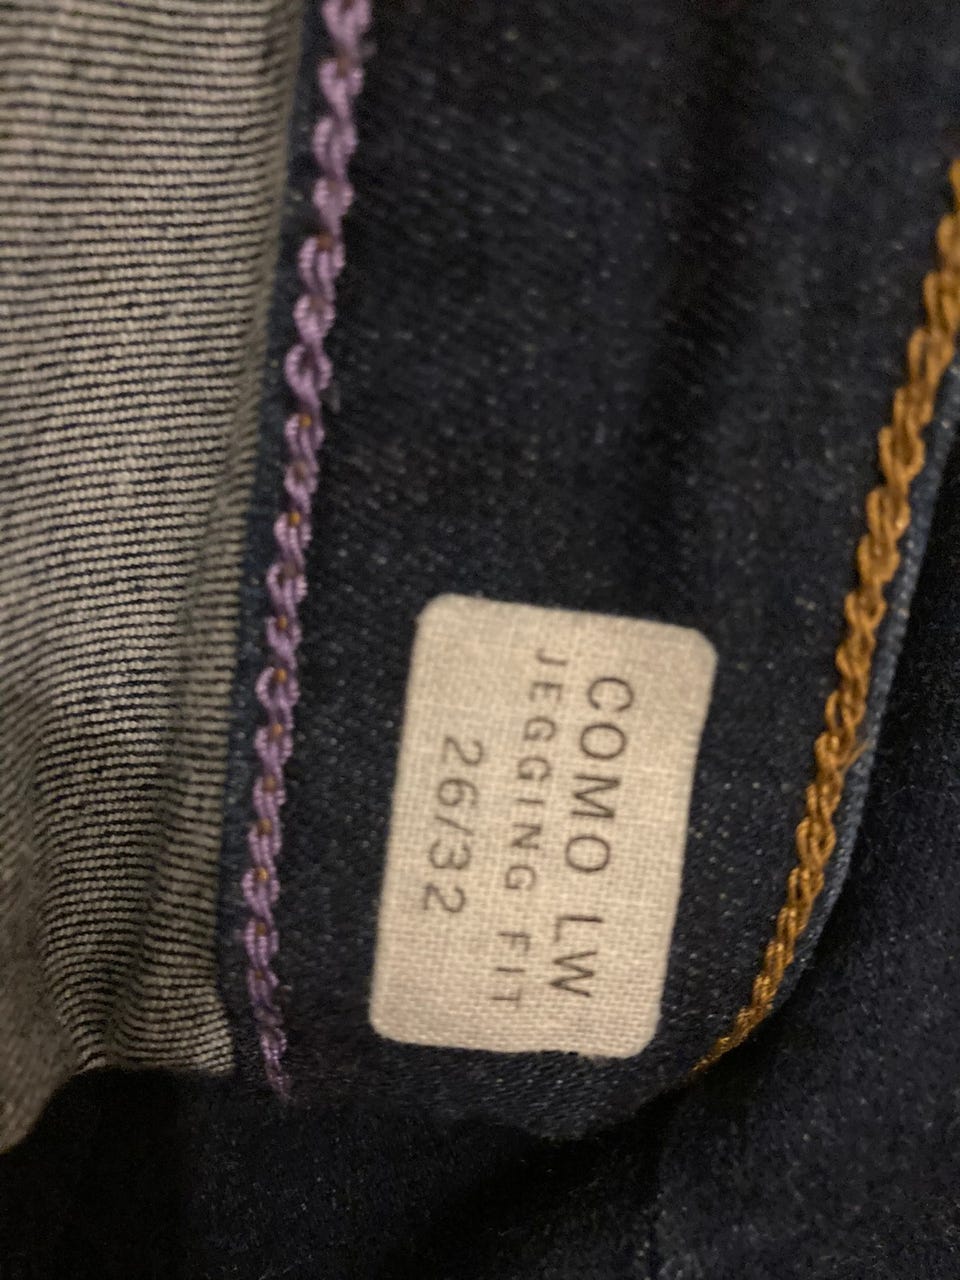 COMO LW
JEGGING FIT
26/32